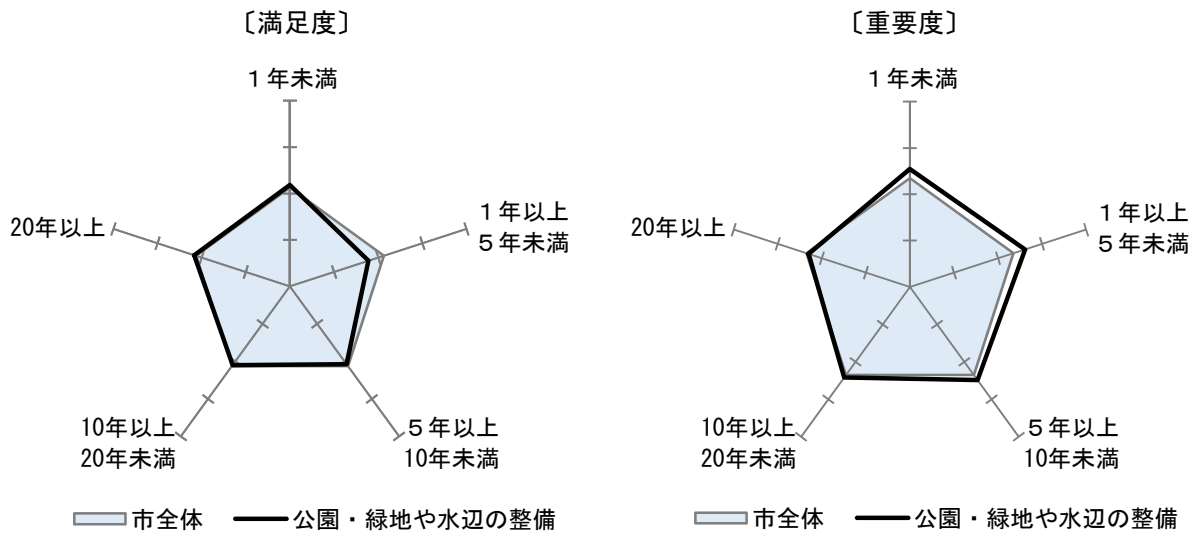 〔満足度〕
１年未満
１年以上
５年未満
５年以上
10年未満
10年以上
20年未満
20年以上
市全体
公園・緑地や水辺の整備
〔重要度〕
１年未満
１年以上
５年未満
５年以上
10年未満
10年以上
20年未満
20年以上
市全体
公園・緑地や水辺の整備